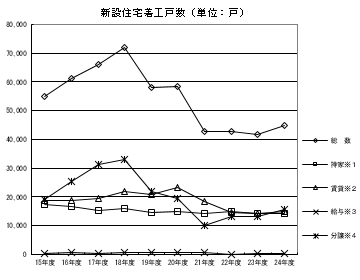 新設住宅着工戸数（単位：戸）
80,000
70,000
60,000
50,000
40,000
30,000
20,000
10,000
0
15年度 16年度 17年度 18年度 19年度 20年度 21年度 22年度 23年度 24年度
総　数
持家※1
賃貸※2
給与※3
分譲※4